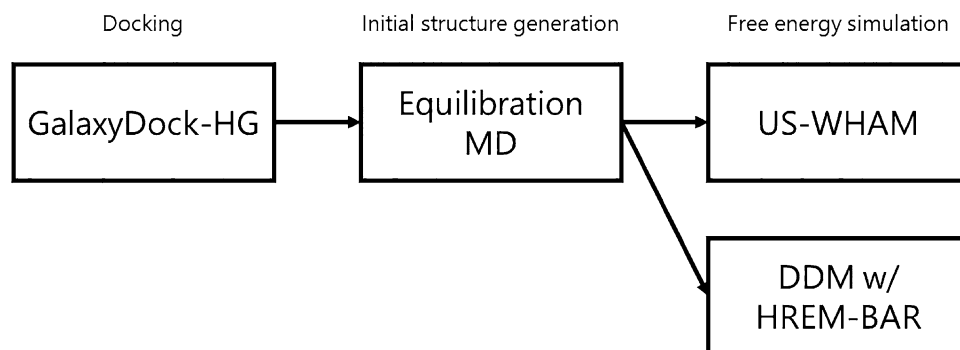 Docking
Initial structure generation
Free energy simulation
GalaxyDock-HG
Equilibration
MD
US-WHAM
DDM w/
HREM-BAR